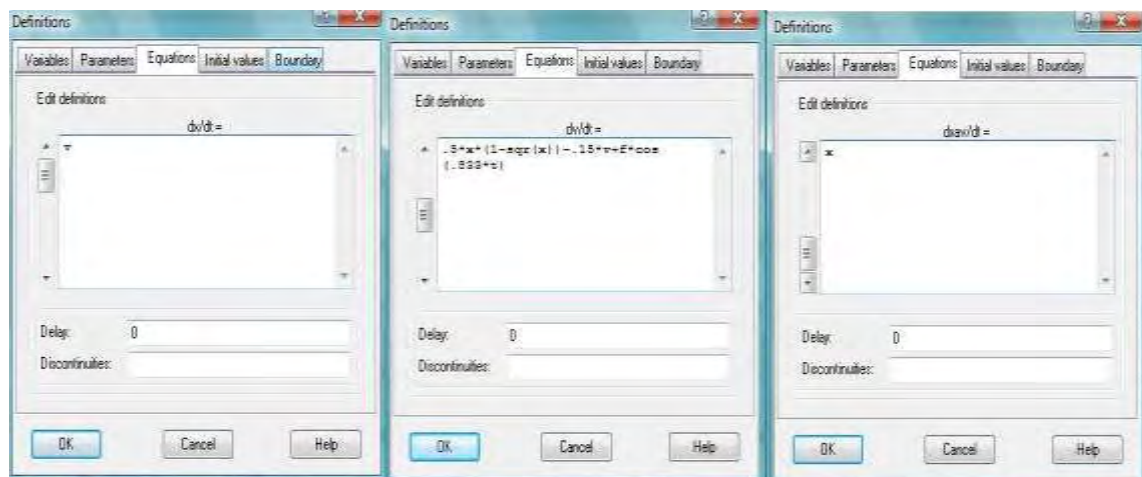 Definitions
Variables Parameters Equations Initial values Boundary
Edit definitions
dx/dt =
v
Delay: 0
Discontinuities:
OK Cancel Help
Definitions
Variables Parameters Equations Initial values Boundary
Edit definitions
dv/dt =
.5*x*(1-sqr(x))-.15*v+f*cos
(.833*t)
Delay: 0
Discontinuities:
OK Cancel Help
Definitions
Variables Parameters Equations Initial values Boundary
Edit definitions
dxav/dt =
x
Delay: 0
Discontinuities:
OK Cancel Help